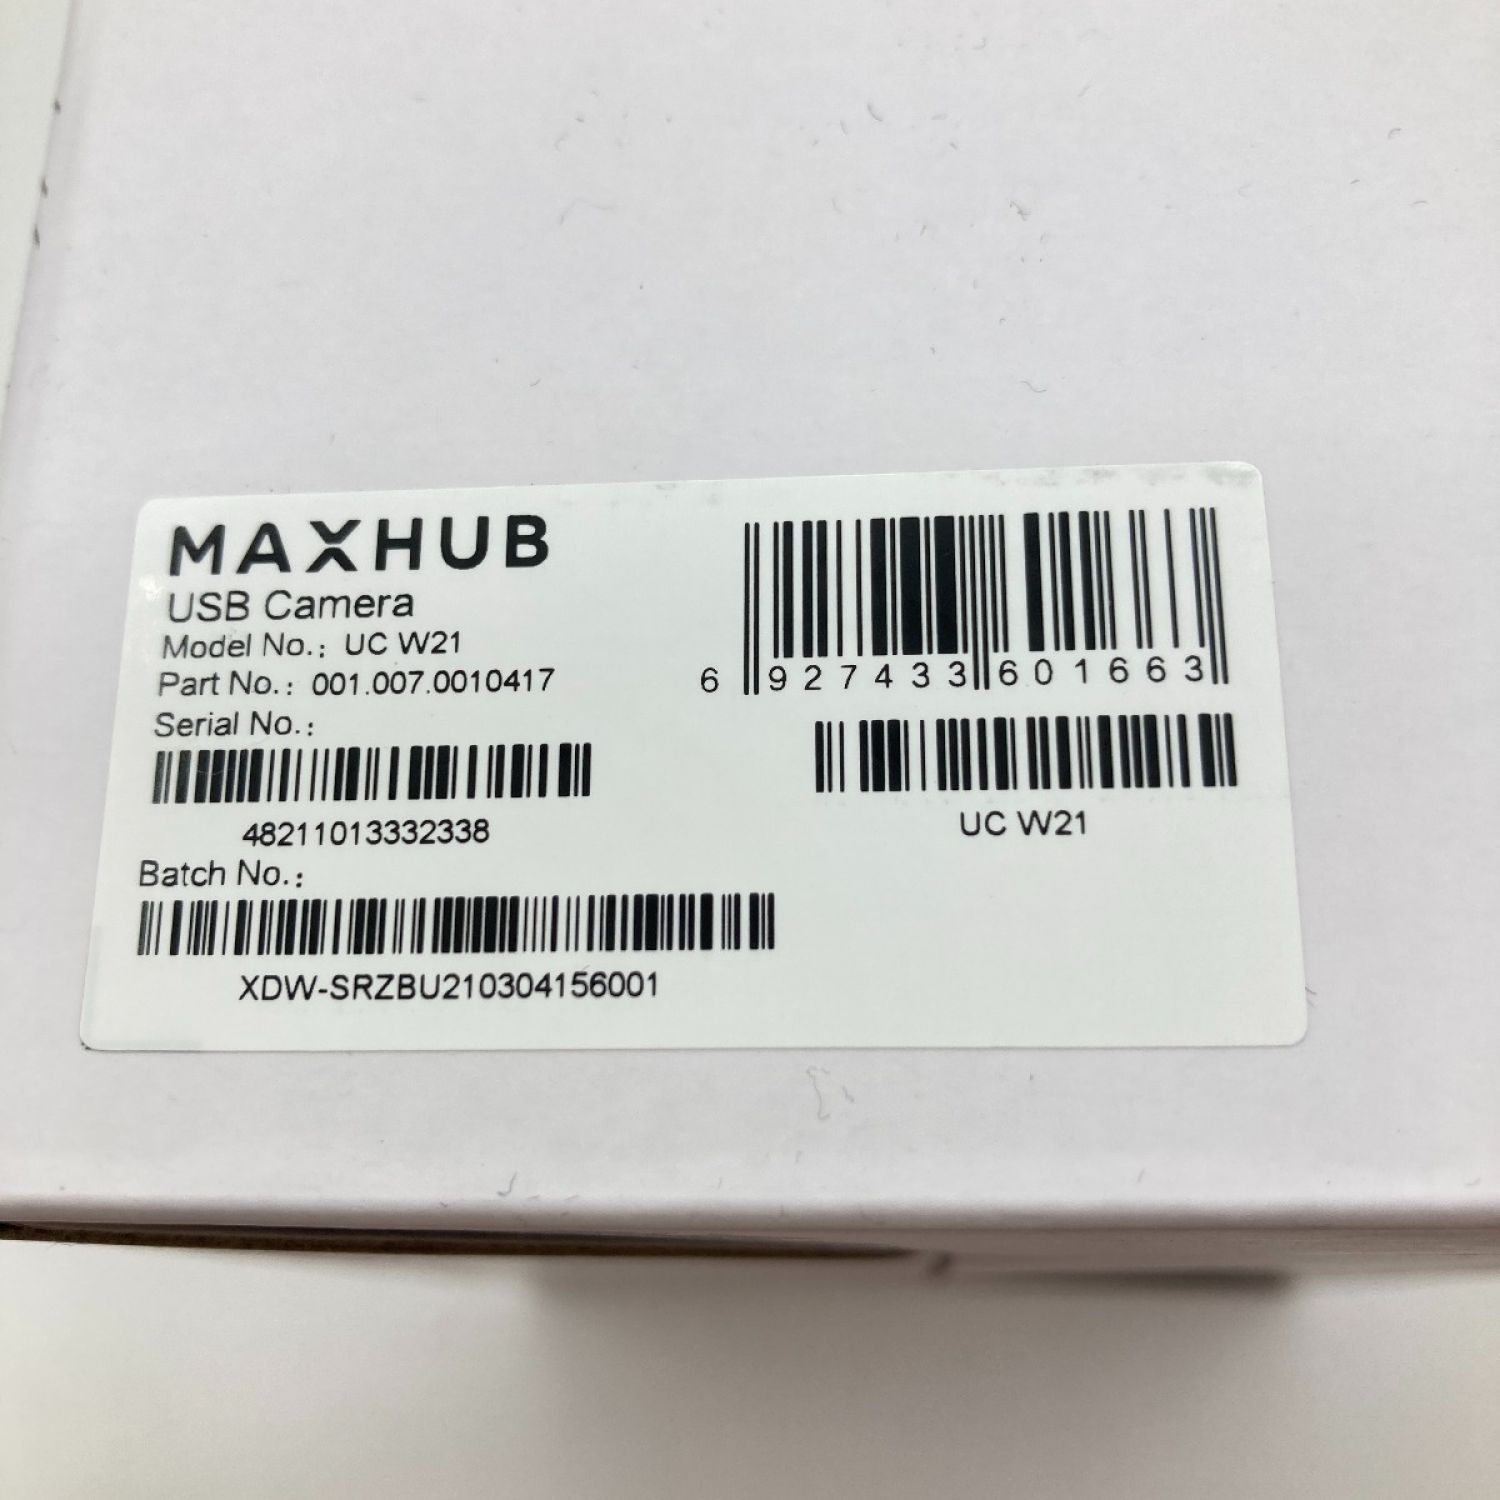 MAXHUB
USB Camera
Model No.: UC W21
Part No.: 001.007.0010417
Serial No.:
48211013332338
Batch No.:
XDW-SRZBU210304156001
6 927433 601663
UC W21